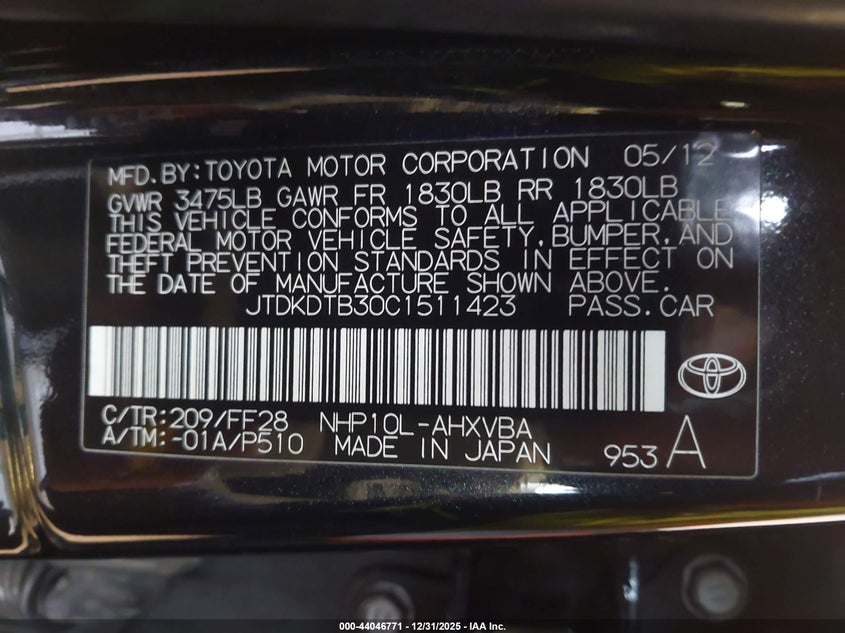 MFD.BY:TOYOTA MOTOR CORPORATION 05/12
GVWR 3475LB GAWR FR 1830LB RR 1830LB
THIS VEHICLE CONFORMS TO ALL APPLICABLE
FEDERAL MOTOR VEHICLE SAFETY,BUMPER,AND
THEFT PREVENTION STANDARDS IN EFFECT ON
THE DATE OF MANUFACTURE SHOWN ABOVE.
JTDKDTB30C1511423 PASS.CAR
C/TR:209/FF28 NHP10L-AHXVBA
A/TM:-01A/P510 MADE IN JAPAN 953 A
000-44046771 - 12/31/2025 - IAA Inc.